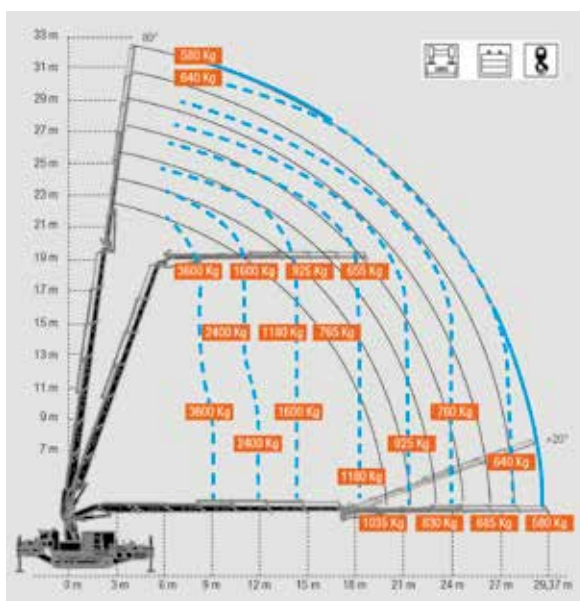 33 m
80°
580 Kg
31 m
640 Kg
29 m
27 m
25 m
23 m
21 m
19 m
3600 Kg 1600 Kg 925 Kg 655 Kg
17 m
15 m
2400 Kg 1180 Kg 765 Kg
11 m
9 m
3600 Kg 1600 Kg 760 Kg
7 m
2400 Kg 925 Kg +20°
640 Kg
1180 Kg
1035 Kg 830 Kg 665 Kg 580 Kg
0 m 3 m 6 m 9 m 12 m 15 m 18 m 21 m 24 m 27 m 29,37 m